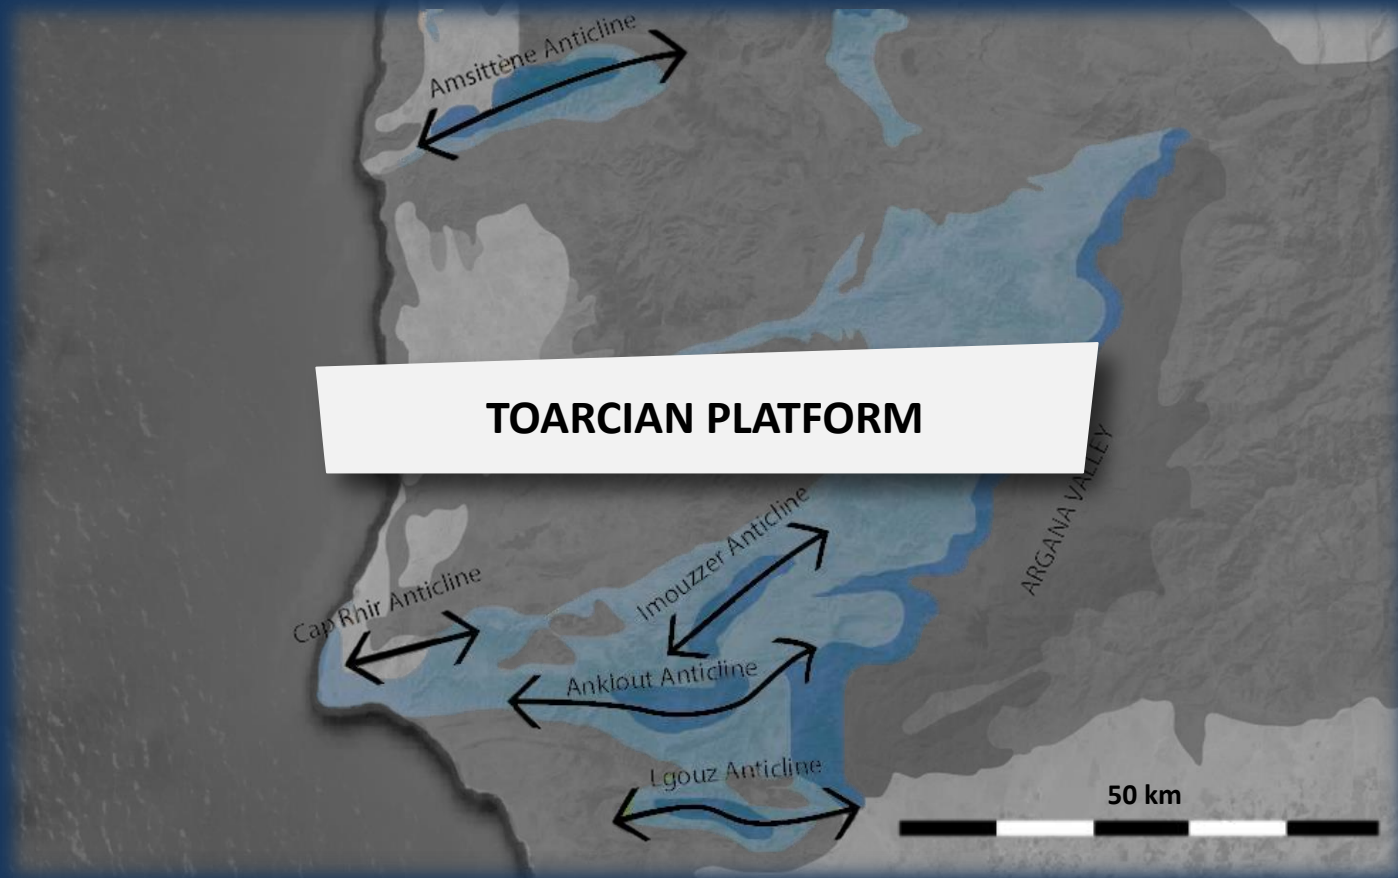 Amsittène Anticline
TOARCIAN PLATFORM
ARGANA VALLEY
Imouzzer Anticline
Cap Rhir Anticline
Anklout Anticline
Lgouz Anticline
50 km